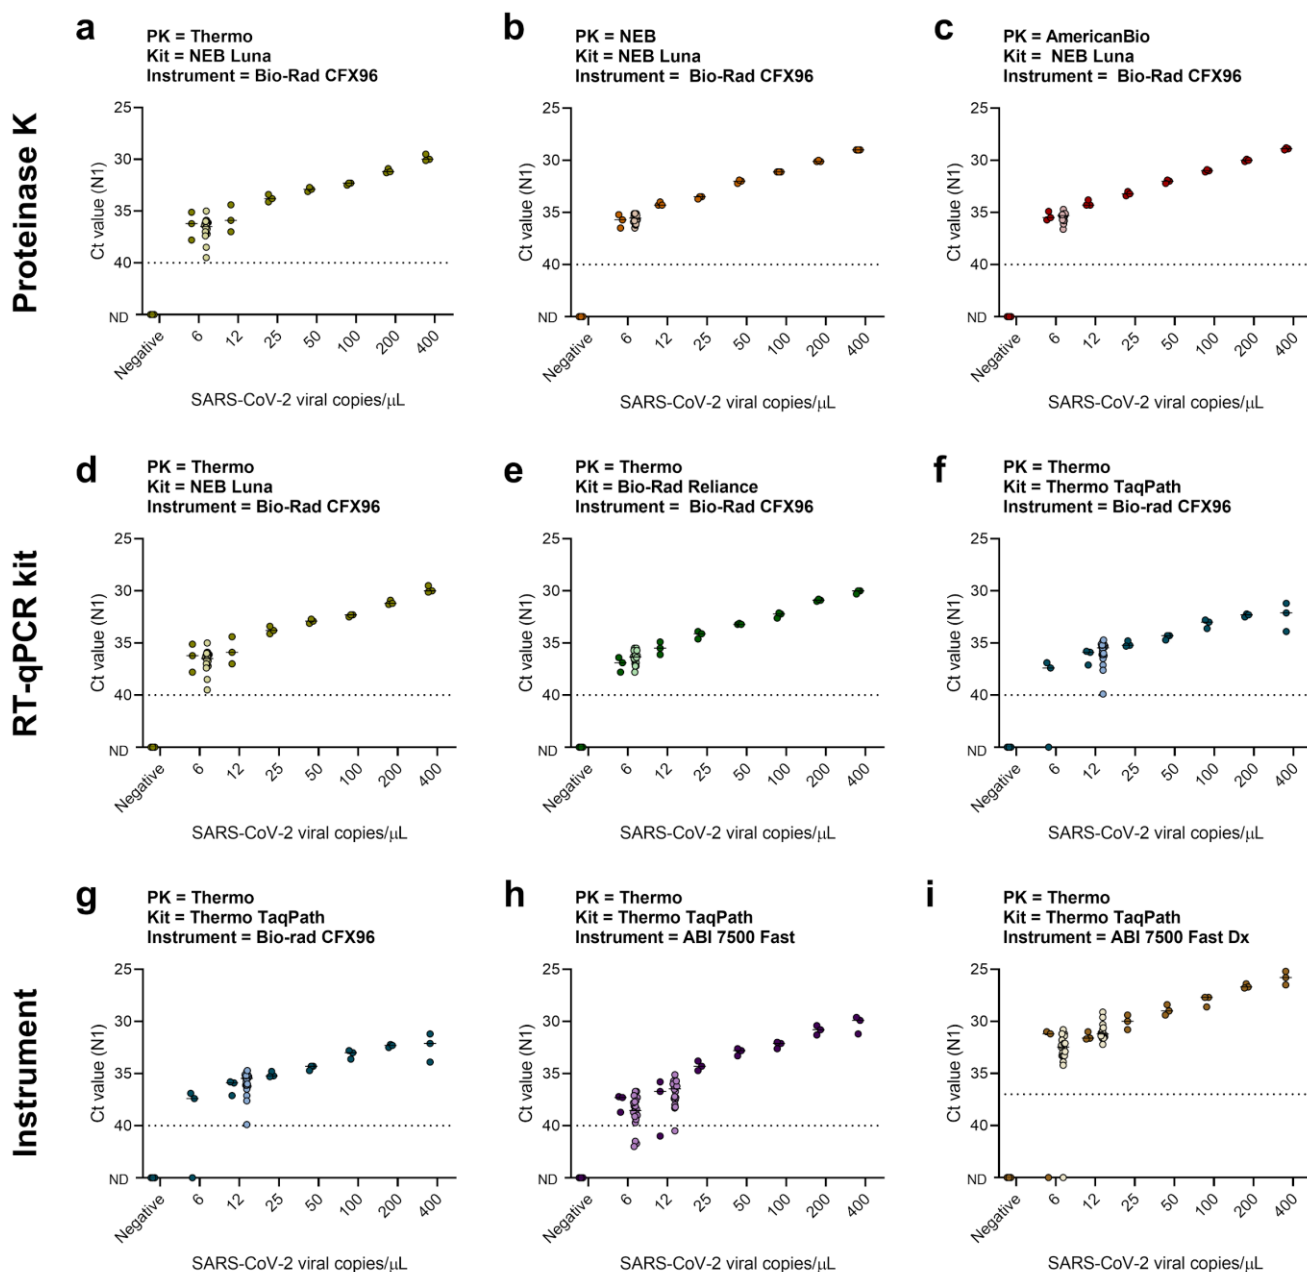 Proteinase K
a
PK = Thermo
Kit = NEB Luna
Instrument = Bio-Rad CFX96
Ct value (N1)
25
30
35
40
ND
Negative
6
12
25
50
100
200
400
SARS-CoV-2 viral copies/μL
b
PK = NEB
Kit = NEB Luna
Instrument = Bio-Rad CFX96
Ct value (N1)
25
30
35
40
ND
Negative
6
12
25
50
100
200
400
SARS-CoV-2 viral copies/μL
c
PK = AmericanBio
Kit = NEB Luna
Instrument = Bio-Rad CFX96
Ct value (N1)
25
30
35
40
ND
Negative
6
12
25
50
100
200
400
SARS-CoV-2 viral copies/μL
RT-qPCR kit
d
PK = Thermo
Kit = NEB Luna
Instrument = Bio-Rad CFX96
Ct value (N1)
25
30
35
40
ND
Negative
6
12
25
50
100
200
400
SARS-CoV-2 viral copies/μL
e
PK = Thermo
Kit = Bio-Rad Reliance
Instrument = Bio-Rad CFX96
Ct value (N1)
25
30
35
40
ND
Negative
6
12
25
50
100
200
400
SARS-CoV-2 viral copies/μL
f
PK = Thermo
Kit = Thermo TaqPath
Instrument = Bio-rad CFX96
Ct value (N1)
25
30
35
40
ND
Negative
6
12
25
50
100
200
400
SARS-CoV-2 viral copies/μL
Instrument
g
PK = Thermo
Kit = Thermo TaqPath
Instrument = Bio-rad CFX96
Ct value (N1)
25
30
35
40
ND
Negative
6
12
25
50
100
200
400
SARS-CoV-2 viral copies/μL
h
PK = Thermo
Kit = Thermo TaqPath
Instrument = ABI 7500 Fast
Ct value (N1)
25
30
35
40
ND
Negative
6
12
25
50
100
200
400
SARS-CoV-2 viral copies/μL
i
PK = Thermo
Kit = Thermo TaqPath
Instrument = ABI 7500 Fast Dx
Ct value (N1)
25
30
35
40
ND
Negative
6
12
25
50
100
200
400
SARS-CoV-2 viral copies/μL